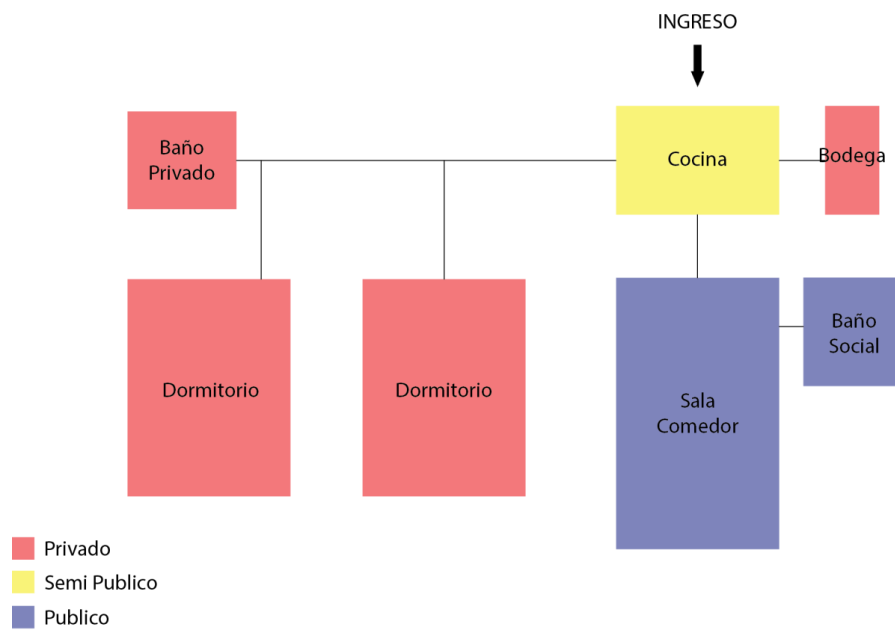 INGRESO
Baño
Privado
Cocina
Bodega
Dormitorio
Dormitorio
Sala
Comedor
Baño
Social
Privado
Semi Publico
Publico